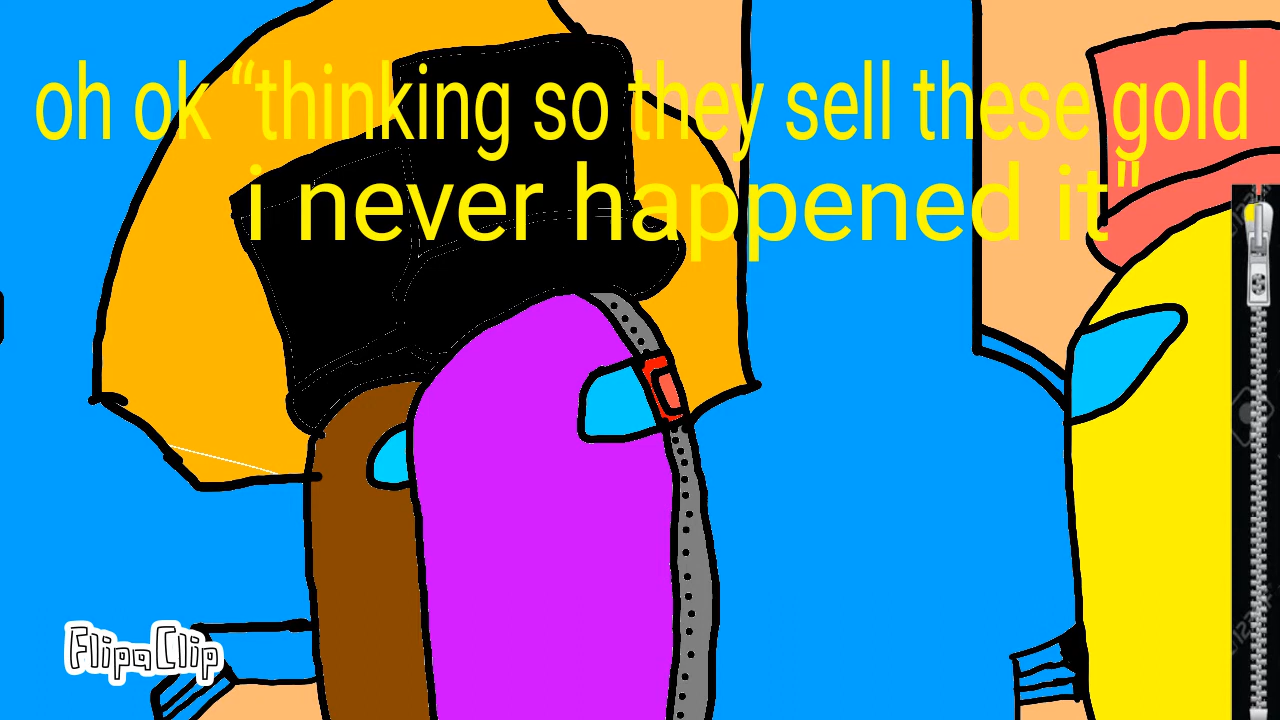 oh ok “thinking so they sell these gold
i never happened it"
FlipaClip